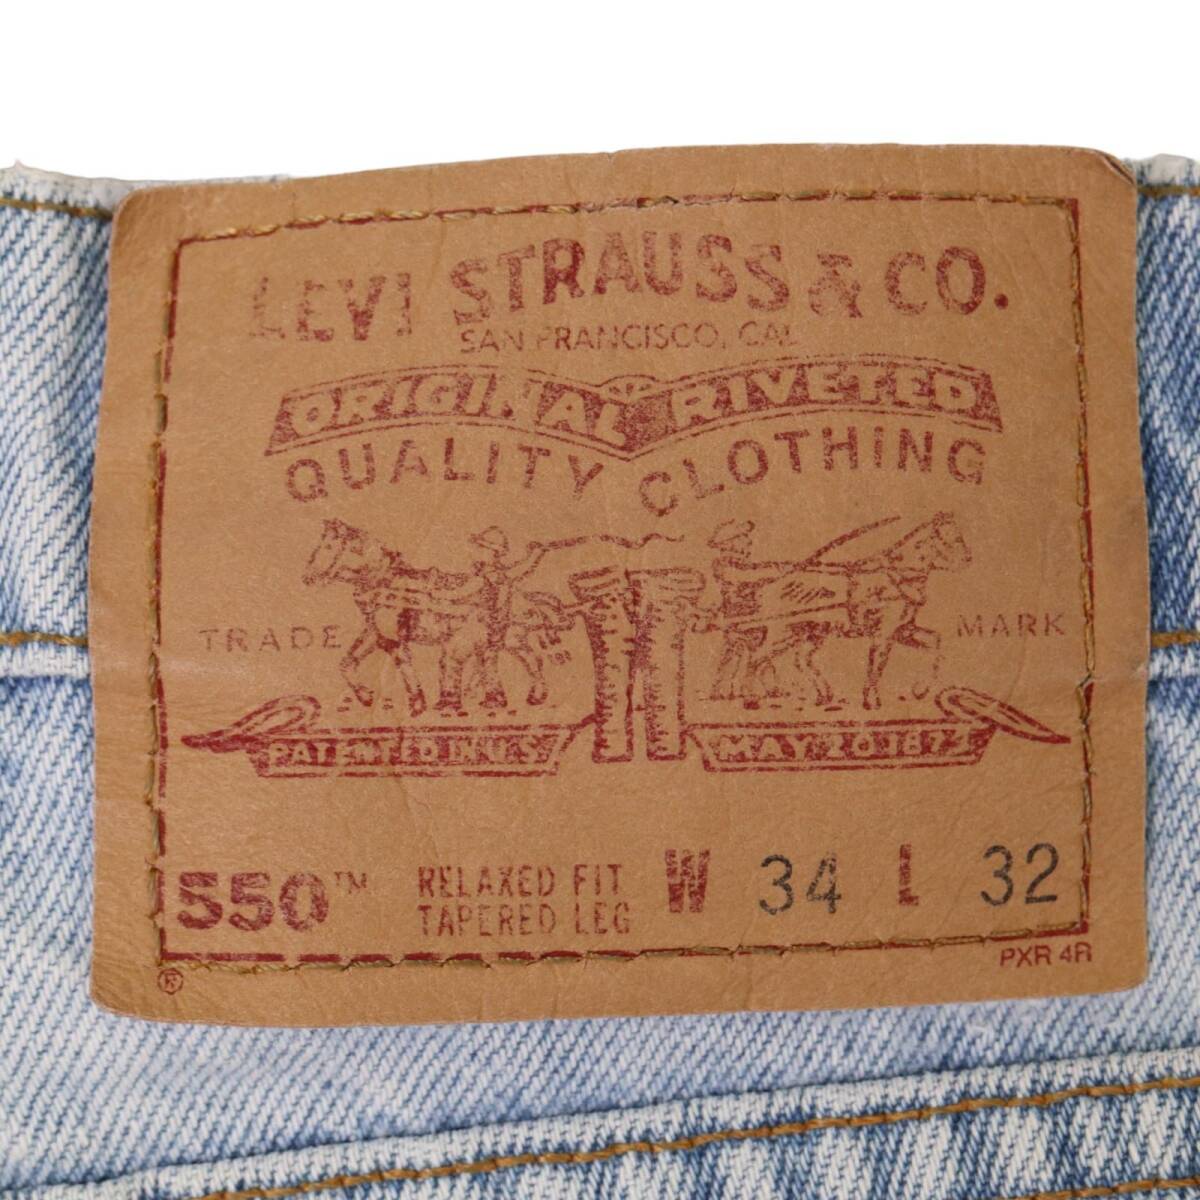 LEVI STRAUSS & CO.
SAN FRANCISCO, CAL
ORIGINAL RIVETED
QUALITY CLOTHING
TRADE MARK
PATENTED IN U.S. MAY 20 1873
550™ RELAXED FIT W 34 L 32
TAPERED LEG
® PXR 4R